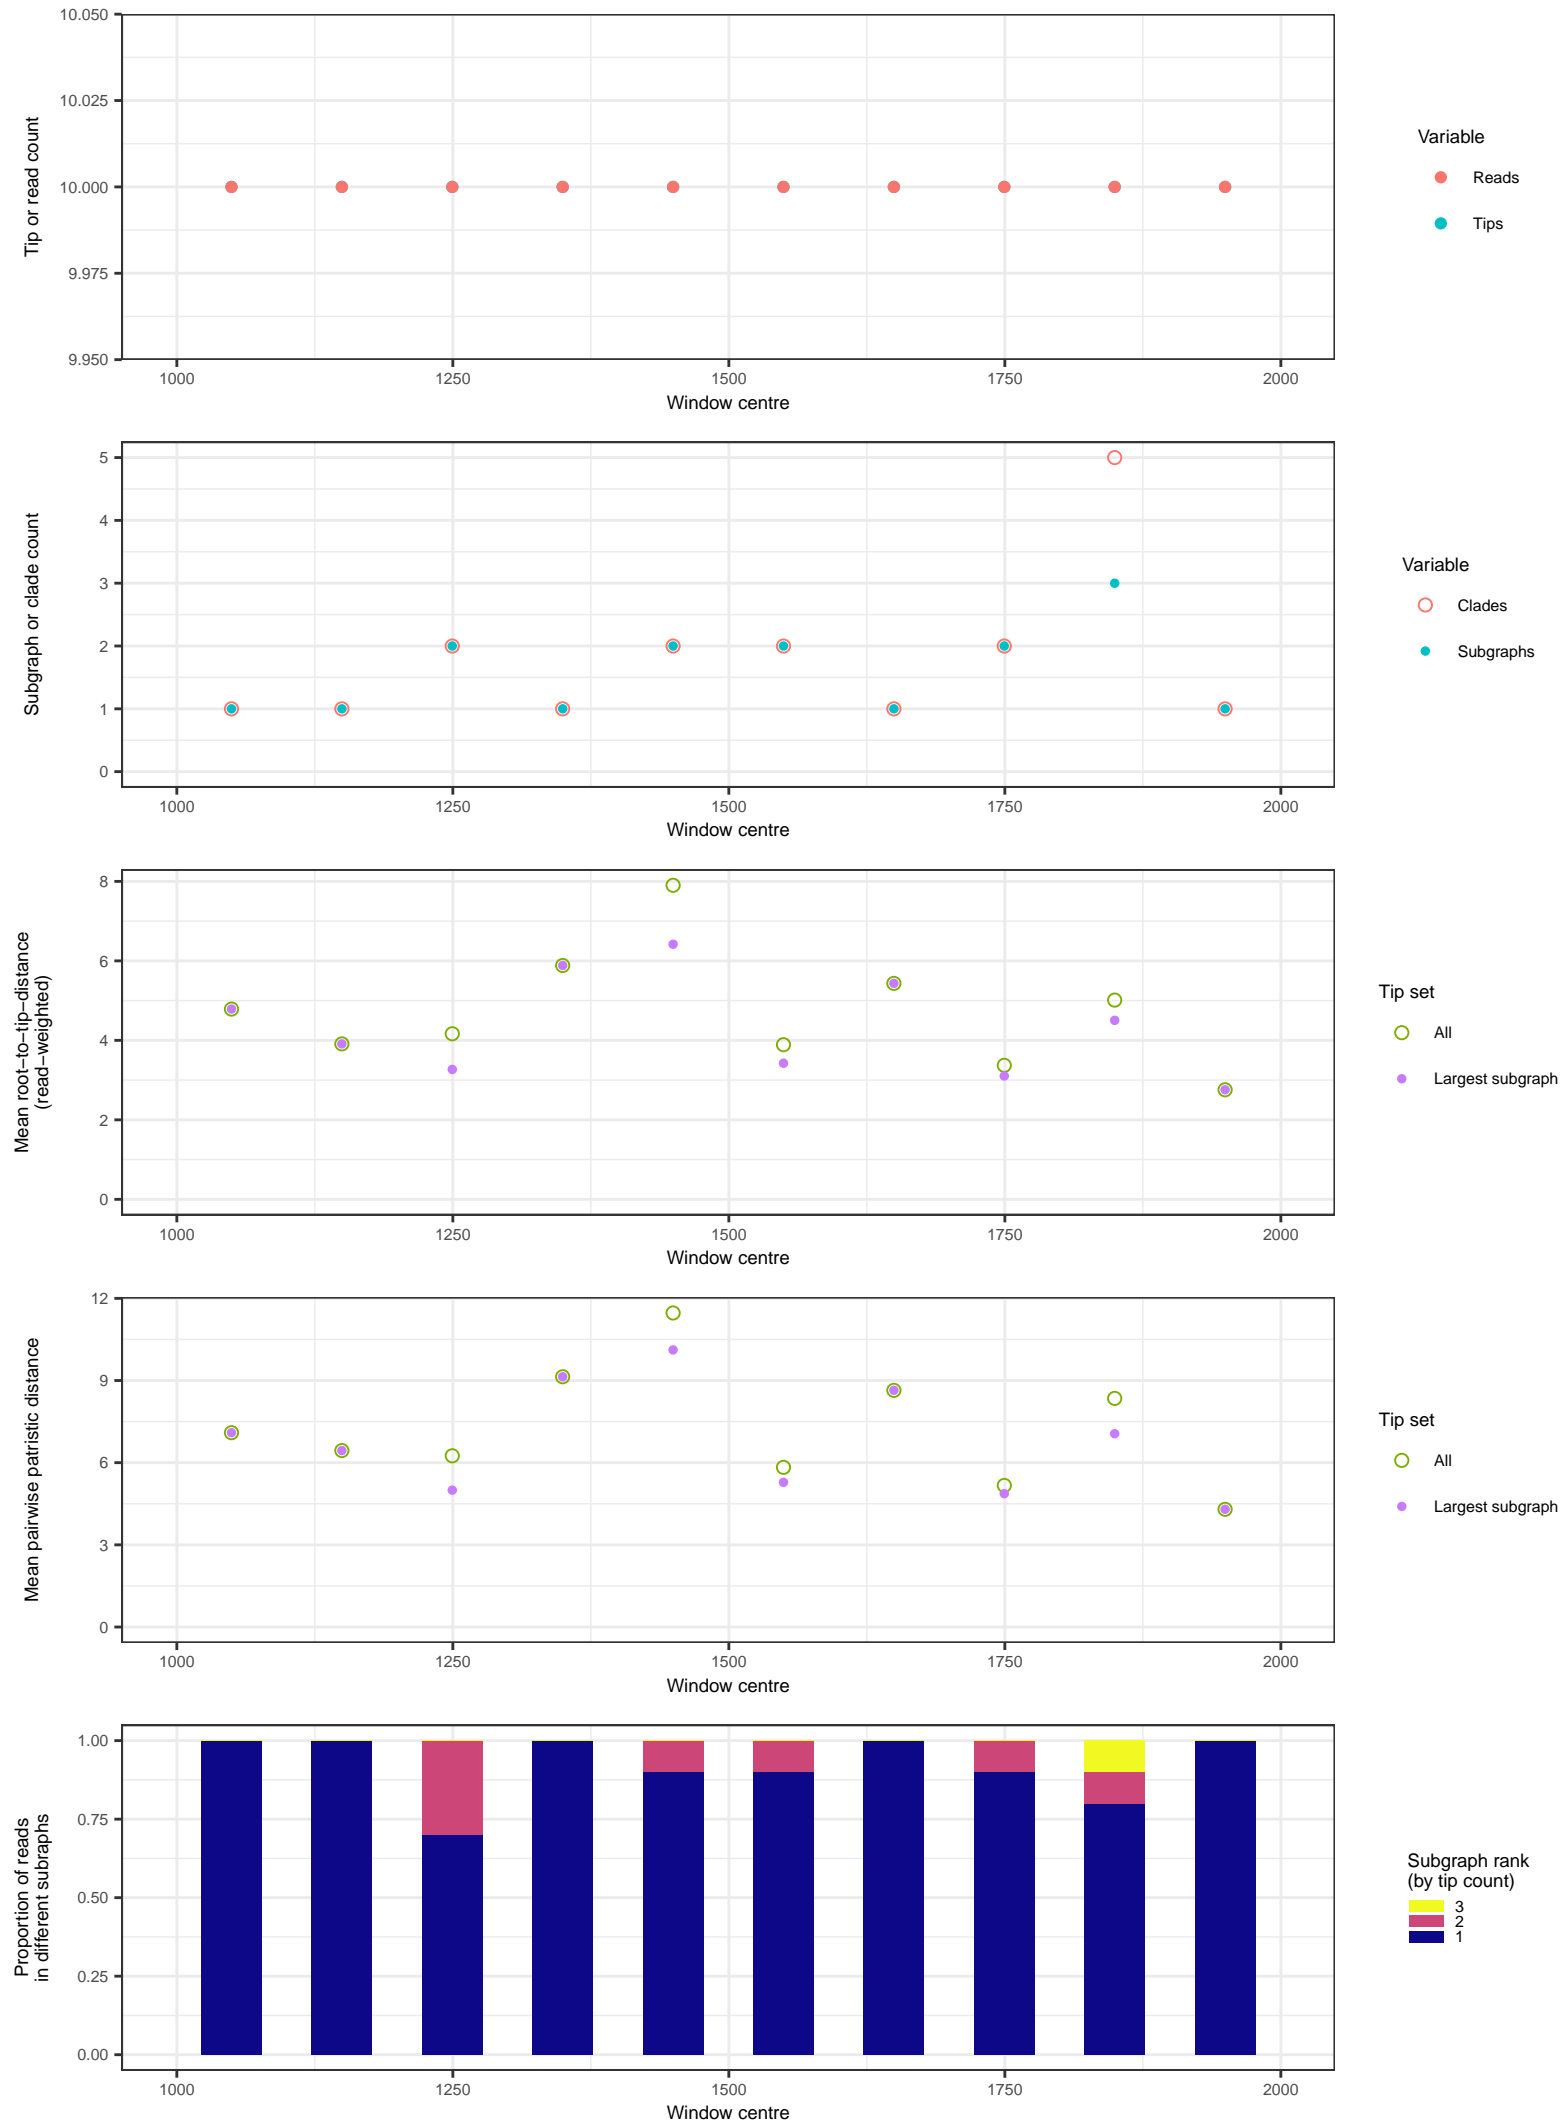 10.050
10.025
10.000
9.975
9.950
Tip or read count
1000 1250 1500 1750 2000
Window centre
Variable
Reads
Tips
5
4
3
2
1
0
Subgraph or clade count
1000 1250 1500 1750 2000
Window centre
Variable
Clades
Subgraphs
8
6
4
2
0
Mean root−to−tip−distance
(read−weighted)
1000 1250 1500 1750 2000
Window centre
Tip set
All
Largest subgraph
12
9
6
3
0
Mean pairwise patristic distance
1000 1250 1500 1750 2000
Window centre
Tip set
All
Largest subgraph
1.00
0.75
0.50
0.25
0.00
Proportion of reads
in different subraphs
1000 1250 1500 1750 2000
Window centre
Subgraph rank
(by tip count)
3
2
1